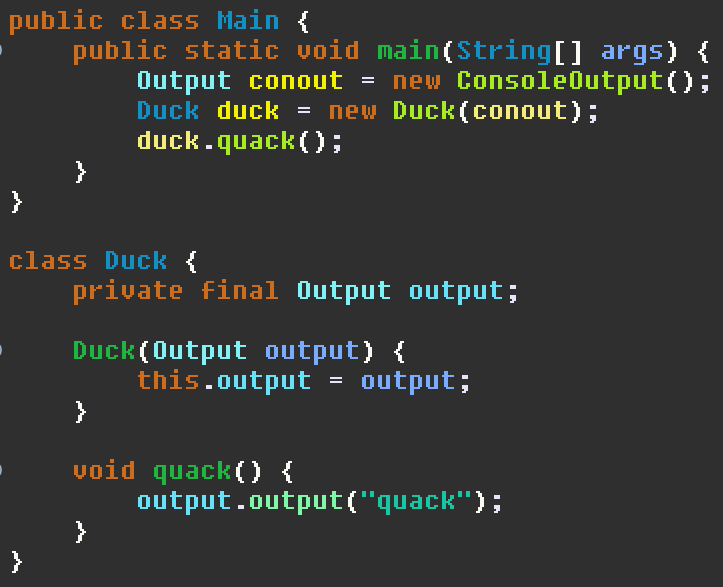 public class Main {
    public static void main(String[] args) {
        Output conout = new ConsoleOutput();
        Duck duck = new Duck(conout);
        duck.quack();
    }
}

class Duck {
    private final Output output;

    Duck(Output output) {
        this.output = output;
    }

    void quack() {
        output.output("quack");
    }
}